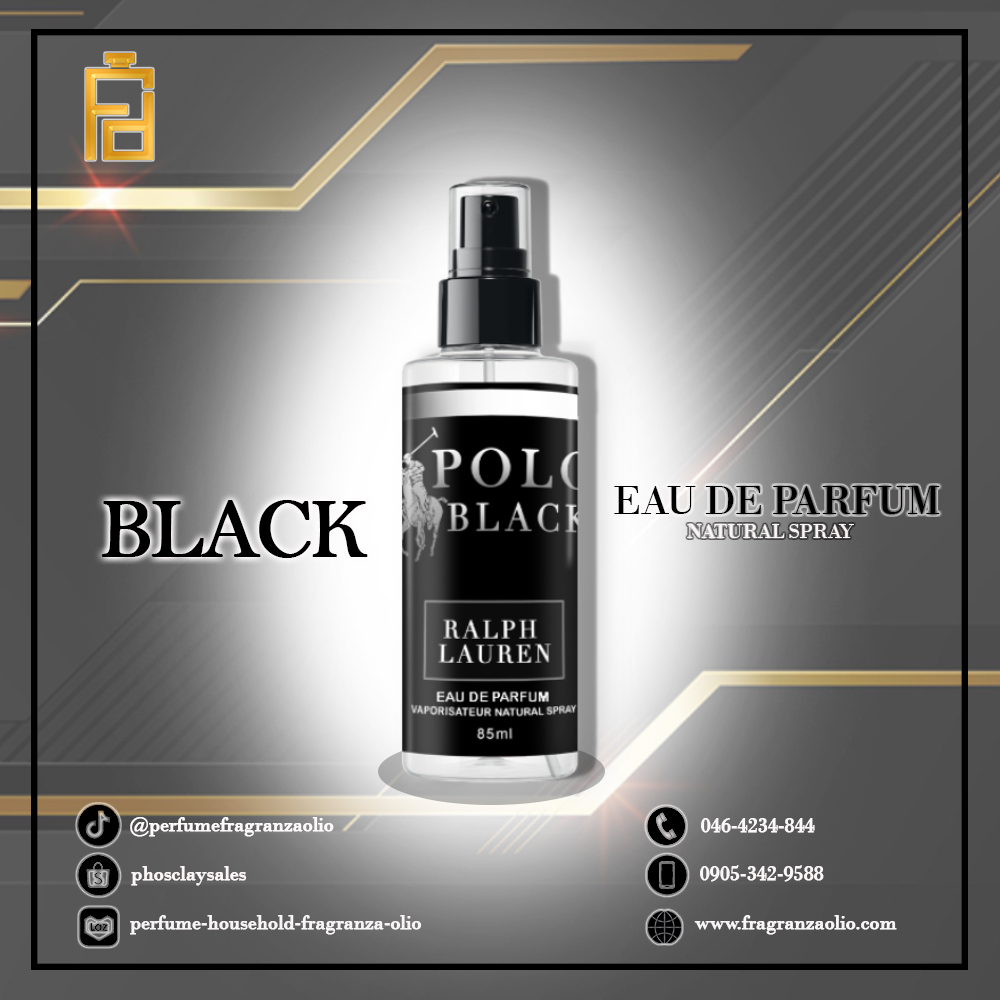 POLO
BLACK
RALPH
LAUREN
EAU DE PARFUM
VAPORISATEUR NATURAL SPRAY
85ml
BLACK
EAU DE PARFUM
NATURAL SPRAY
@perfumefragranzaolio
phosclaysales
Laz
perfume-household-fragranza-olio
046-4234-844
0905-342-9588
www.fragranzaolio.com